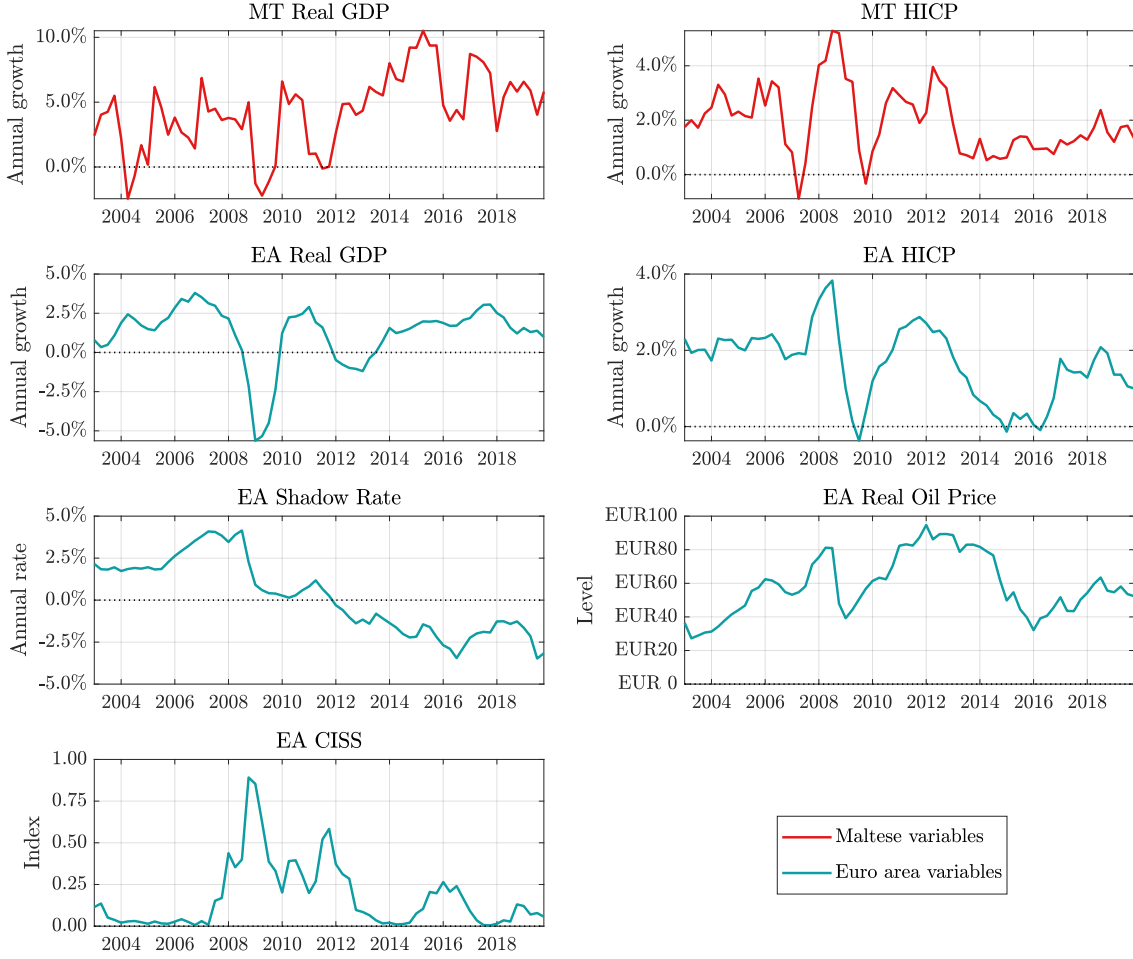 MT Real GDP
Annual growth
10.0%
5.0%
0.0%
2004 2006 2008 2010 2012 2014 2016 2018
MT HICP
Annual growth
4.0%
2.0%
0.0%
2004 2006 2008 2010 2012 2014 2016 2018
EA Real GDP
Annual growth
5.0%
2.5%
0.0%
-2.5%
-5.0%
2004 2006 2008 2010 2012 2014 2016 2018
EA HICP
Annual growth
4.0%
2.0%
0.0%
2004 2006 2008 2010 2012 2014 2016 2018
EA Shadow Rate
Annual rate
5.0%
2.5%
0.0%
-2.5%
-5.0%
2004 2006 2008 2010 2012 2014 2016 2018
EA Real Oil Price
Level
EUR100
EUR80
EUR60
EUR40
EUR20
EUR 0
2004 2006 2008 2010 2012 2014 2016 2018
EA CISS
Index
1.00
0.75
0.50
0.25
0.00
2004 2006 2008 2010 2012 2014 2016 2018
Maltese variables
Euro area variables